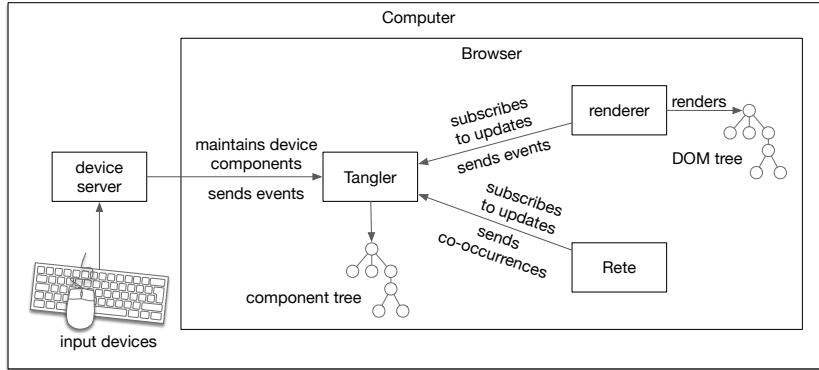 Computer
Browser
device
server
maintains device
components
sends events
Tangler
subscribes
to updates
sends events
renderer
renders
DOM tree
subscribes
to updates
sends
co-occurrences
Rete
component tree
input devices